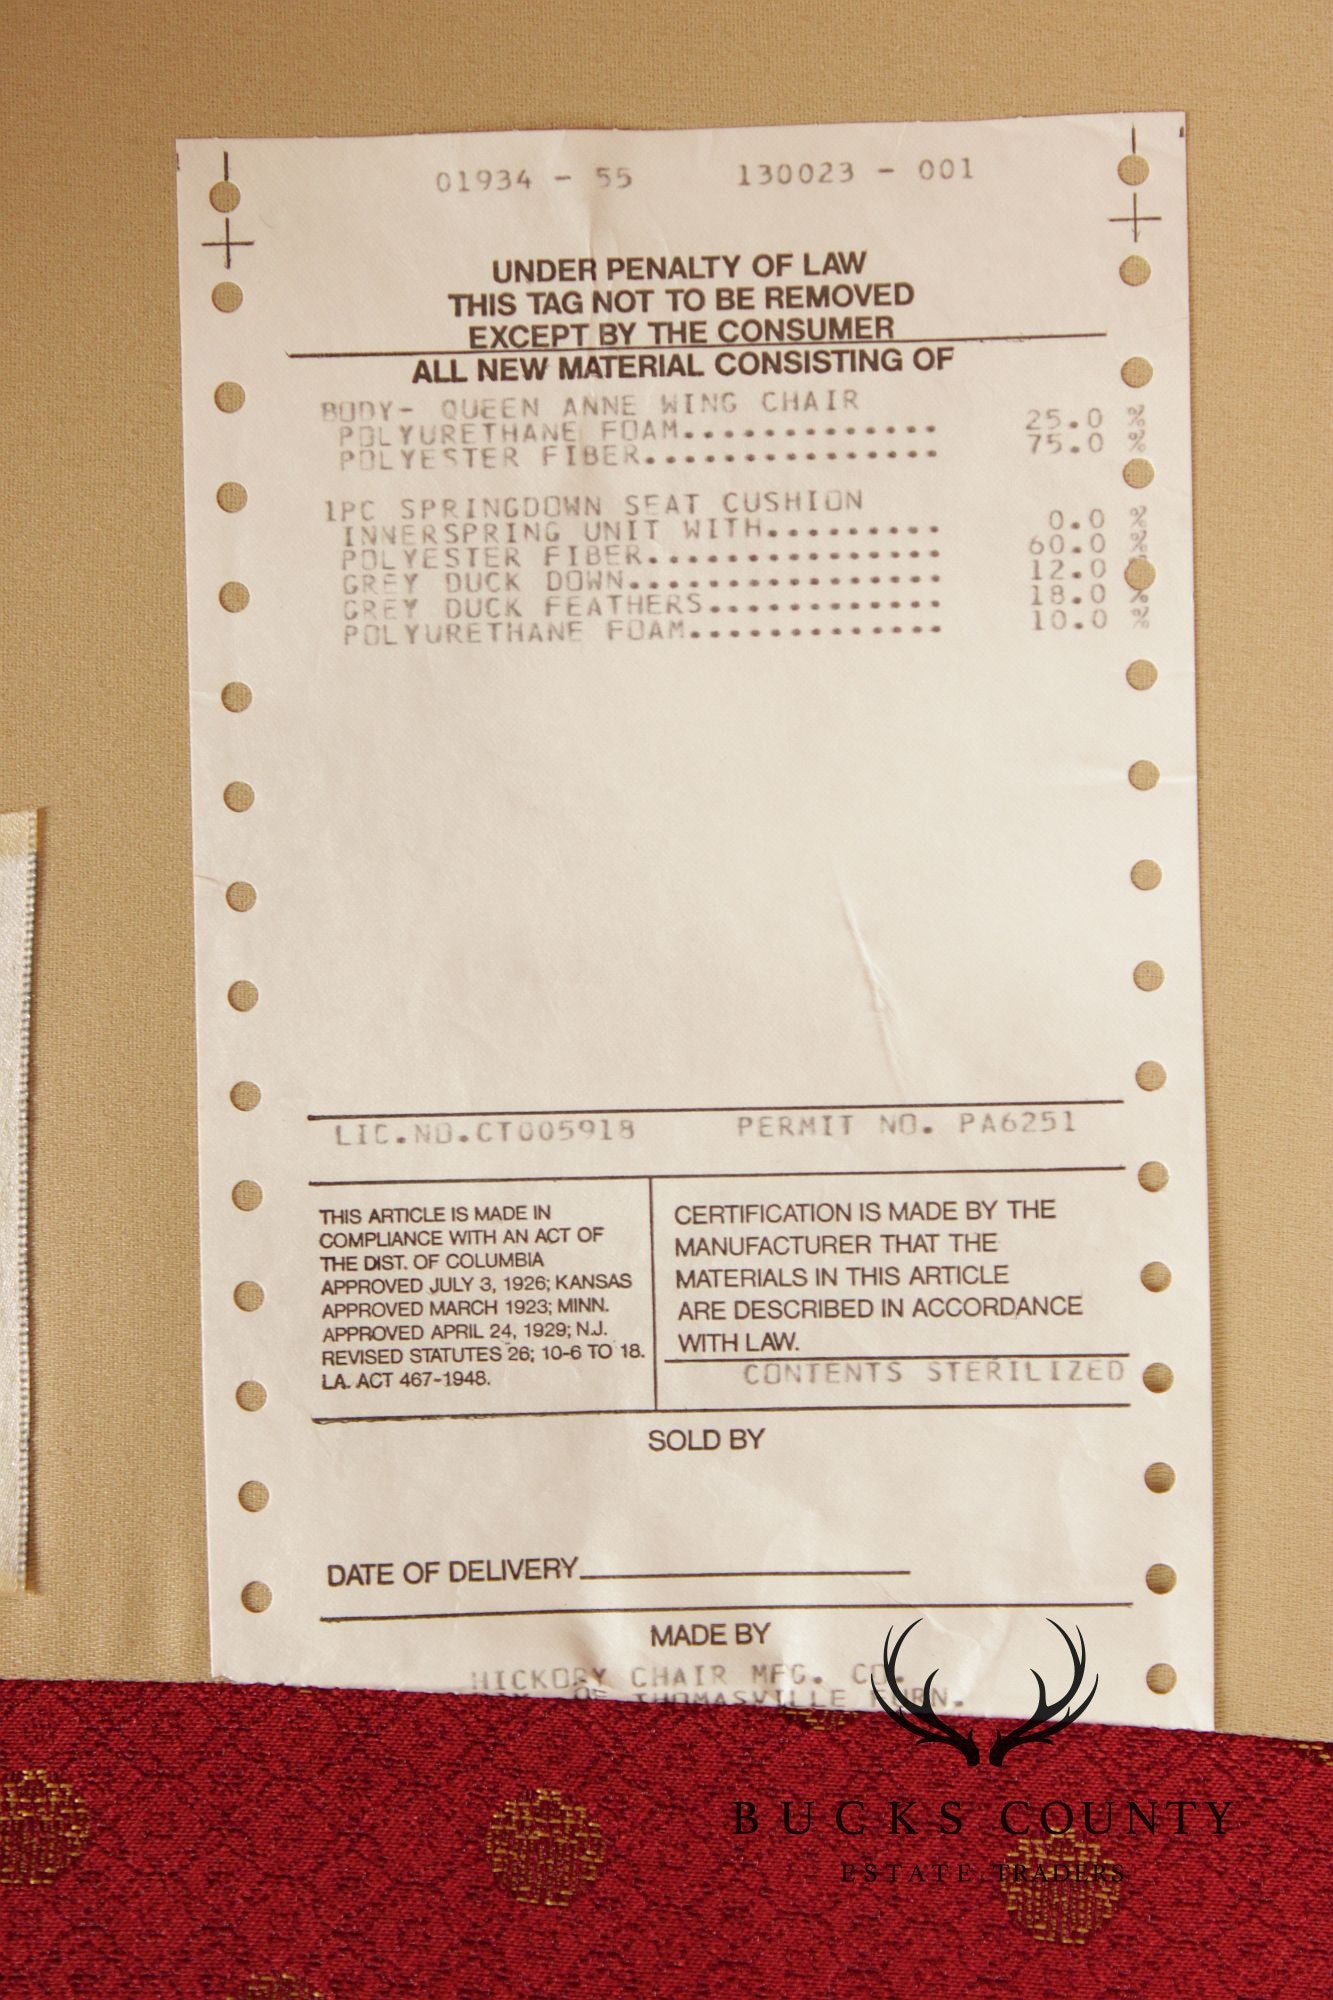 01934 - 55 130023 - 001
UNDER PENALTY OF LAW
THIS TAG NOT TO BE REMOVED
EXCEPT BY THE CONSUMER
ALL NEW MATERIAL CONSISTING OF
BODY- QUEEN ANNE WING CHAIR
POLYURETHANE FOAM............. 25.0 %
POLYESTER FIBER............... 75.0 %
1PC SPRINGDOWN SEAT CUSHION
INNERSPRING UNIT WITH......... 0.0 %
POLYESTER FIBER............... 60.0 %
GREY DUCK DOWN................ 12.0 %
GREY DUCK FEATHERS............ 18.0 %
POLYURETHANE FOAM............. 10.0 %
LIC.NO.CT005918 PERMIT NO. PA6251
THIS ARTICLE IS MADE IN
COMPLIANCE WITH AN ACT OF
THE DIST. OF COLUMBIA
APPROVED JULY 3, 1926; KANSAS
APPROVED MARCH 1923; MINN.
APPROVED APRIL 24, 1929; N.J.
REVISED STATUTES 26; 10-6 TO 18.
LA. ACT 467-1948.
CERTIFICATION IS MADE BY THE
MANUFACTURER THAT THE
MATERIALS IN THIS ARTICLE
ARE DESCRIBED IN ACCORDANCE
WITH LAW.
CONTENTS STERILIZED
SOLD BY
DATE OF DELIVERY
MADE BY
HICKORY CHAIR MFG. CO.
OF THOMASVILLE FURN.
BUCKS COUNTY
ESTATE TRADERS